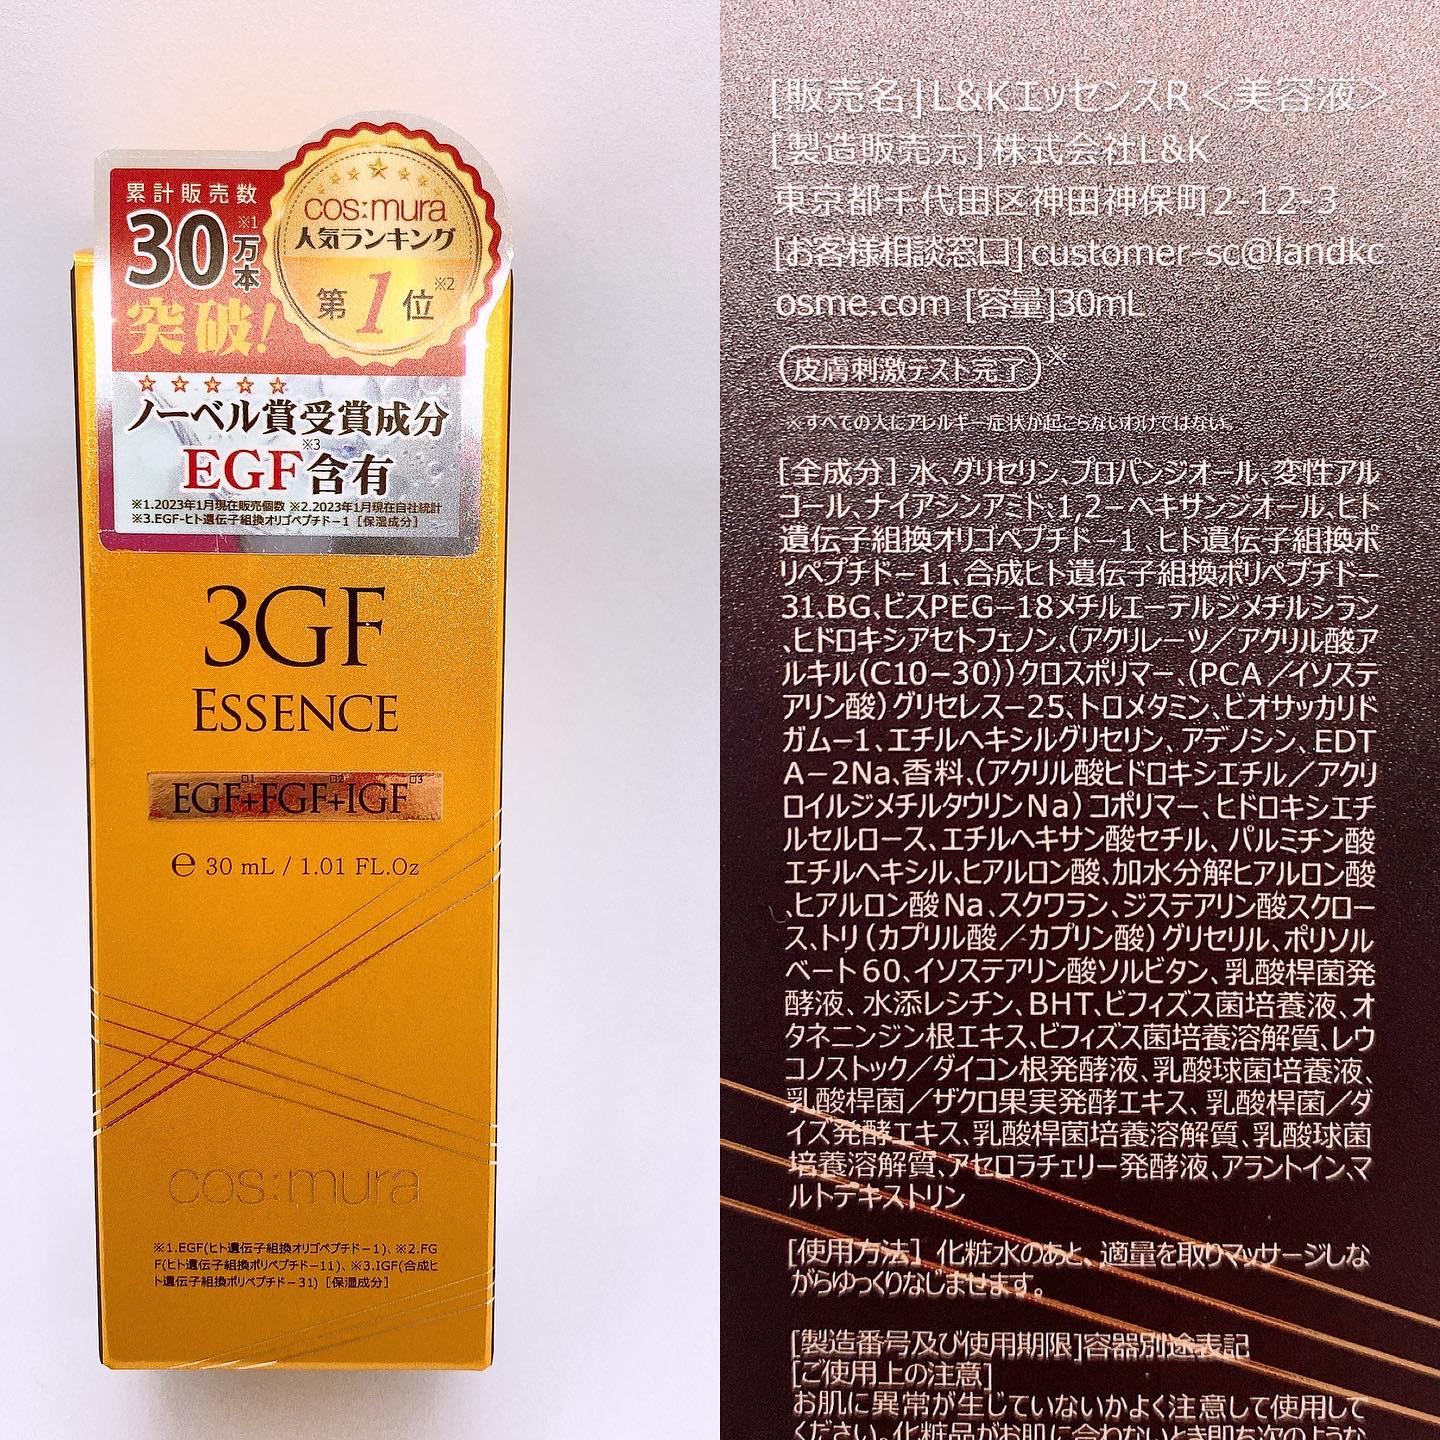 累計販売数
30万本※1
突破!
cos:mura
人気ランキング
第1位※2
ノーベル賞受賞成分
EGF※3含有
※1.2023年1月現在販売個数 ※2.2023年1月現在自社統計
※3.EGF-ヒト遺伝子組換オリゴペプチド-1［保湿成分］
3GF
ESSENCE
EGF+FGF+IGF
℮ 30 mL / 1.01 FL.Oz
cos:mura
※1.EGF(ヒト遺伝子組換オリゴペプチド-1)、※2.FG
F(ヒト遺伝子組換ポリペプチド-11)、※3.IGF(合成ヒ
ト遺伝子組換ポリペプチド-31)［保湿成分］
[販売名] L&KエッセンスR＜美容液＞
[製造販売元]株式会社L&K
東京都千代田区神田神保町2-12-3
[お客様相談窓口]customer-sc@landkc
osme.com [容量]30mL
皮膚刺激テスト完了※
※すべての人にアレルギー症状が起こらないわけではない。
[全成分] 水、グリセリン、プロパンジオール、変性アル
コール、ナイアシンアミド、1,2－ヘキサンジオール、ヒト
遺伝子組換オリゴペプチド－1 、ヒト遺伝子組換ポ
リペプチド－11、合成ヒト遺伝子組換ポリペプチド－
31、BG、ビスPEG－18メチルエーテルジメチルシラン
、ヒドロキシアセトフェノン、（アクリレーツ／アクリル酸ア
ルキル(C10－30)）クロスポリマー、（PCA／イソステ
アリン酸）グリセレス－25、トロメタミン、ビオサッカリド
ガム－1、エチルヘキシルグリセリン、アデノシン、EDT
A－2Na、香料、（アクリル酸ヒドロキシエチル／アクリ
ロイルジメチルタウリンNa）コポリマー、ヒドロキシエチ
ルセルロース、エチルヘキサン酸セチル、パルミチン酸
エチルヘキシル、ヒアルロン酸、加水分解ヒアルロン酸
、ヒアルロン酸Na、スクワラン、ジステアリン酸スクロー
ス、トリ（カプリル酸／カプリン酸）グリセリル、ポリソル
ベート60、イソステアリン酸ソルビタン、乳酸桿菌発
酵液、水添レシチン、BHT、ビフィズス菌培養液、オ
タネニンジン根エキス、ビフィズス菌培養溶解質、レウ
コノストック／ダイコン根発酵液、乳酸球菌培養液、
乳酸桿菌／ザクロ果実発酵エキス、乳酸桿菌／ダ
イズ発酵エキス、乳酸桿菌培養溶解質、乳酸球菌
培養溶解質、アセロラチェリー発酵液、アラントイン、マ
ルトデキストリン
[使用方法] 化粧水のあと、適量を取りマッサージしな
がらゆっくりなじませます。
[製造番号及び使用期限]容器別途表記
[ご使用上の注意]
お肌に異常が生じていないかよく注意して使用して
ください。化粧品がお肌に合わないとき即ち次のような